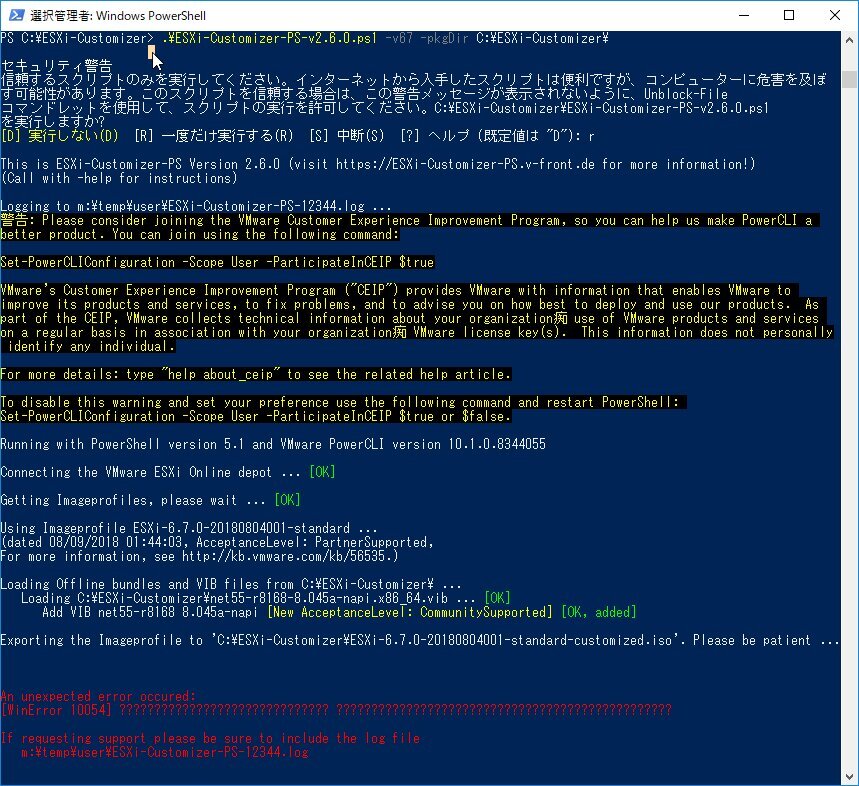 選択管理者: Windows PowerShell
PS C:¥ESXi-Customizer> .¥ESXi-Customizer-PS-v2.6.0.ps1 -v67 -pkgDir C:¥ESXi-Customizer¥
セキュリティ警告
信頼するスクリプトのみを実行してください。インターネットから入手したスクリプトは便利ですが、コンピューターに危害を及ぼ
す可能性があります。このスクリプトを信頼する場合は、この警告メッセージが表示されないように、Unblock-File
コマンドレットを使用して、スクリプトの実行を許可してください。C:¥ESXi-Customizer¥ESXi-Customizer-PS-v2.6.0.ps1
を実行しますか?
[D] 実行しない(D)  [R] 一度だけ実行する(R)  [S] 中断(S)  [?] ヘルプ (既定値は "D"): r
This is ESXi-Customizer-PS Version 2.6.0 (visit https://ESXi-Customizer-PS.v-front.de for more information!)
(Call with -help for instructions)
Logging to m:¥temp¥user¥ESXi-Customizer-PS-12344.log ...
警告: Please consider joining the VMware Customer Experience Improvement Program, so you can help us make PowerCLI a
better product. You can join using the following command:
Set-PowerCLIConfiguration -Scope User -ParticipateInCEIP $true
VMware's Customer Experience Improvement Program ("CEIP") provides VMware with information that enables VMware to
improve its products and services, to fix problems, and to advise you on how best to deploy and use our products.  As
part of the CEIP, VMware collects technical information about your organization痴 use of VMware products and services
on a regular basis in association with your organization痴 VMware license key(s).  This information does not personally
identify any individual.
For more details: type "help about_ceip" to see the related help article.
To disable this warning and set your preference use the following command and restart PowerShell:
Set-PowerCLIConfiguration -Scope User -ParticipateInCEIP $true or $false.
Running with PowerShell version 5.1 and VMware PowerCLI version 10.1.0.8344055
Connecting the VMware ESXi Online depot ... [OK]
Getting Imageprofiles, please wait ... [OK]
Using Imageprofile ESXi-6.7.0-20180804001-standard ...
(dated 08/09/2018 01:44:03, AcceptanceLevel: PartnerSupported,
For more information, see http://kb.vmware.com/kb/56535.)
Loading Offline bundles and VIB files from C:¥ESXi-Customizer¥ ...
Loading C:¥ESXi-Customizer¥net55-r8168-8.045a-napi.x86_64.vib ... [OK]
Add VIB net55-r8168 8.045a-napi [New AcceptanceLevel: CommunitySupported] [OK, added]
Exporting the Imageprofile to 'C:¥ESXi-Customizer¥ESXi-6.7.0-20180804001-standard-customized.iso'. Please be patient ...
An unexpected error occured:
[WinError 10054] ?????????????????????????????? ????????????????????????????????????????????????
If requesting support please be sure to include the log file
m:¥temp¥user¥ESXi-Customizer-PS-12344.log